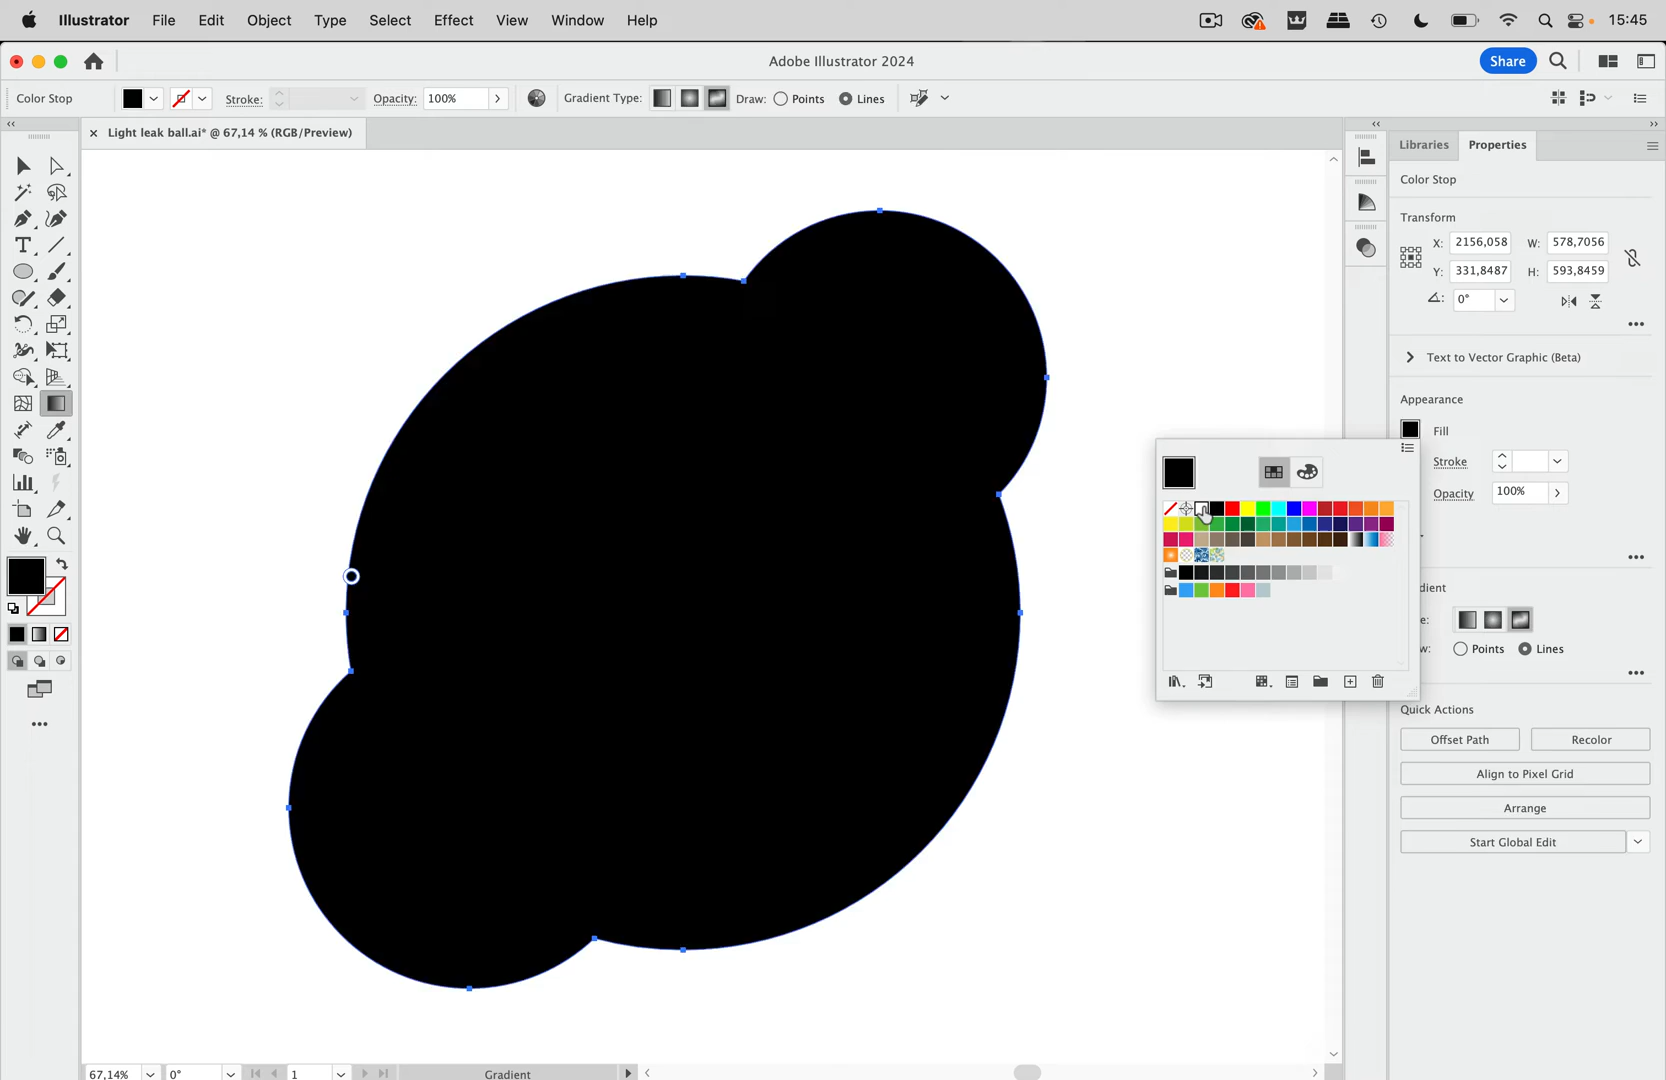 Illustrator File Edit Object Type Select Effect View Window Help 15:45
Adobe Illustrator 2024
Share
Color Stop
Stroke:
Opacity: 100%
Gradient Type:
Draw: Points Lines
Light leak ball.ai* @ 67,14 % (RGB/Preview)
Libraries Properties
Color Stop
Transform
X: 2156,058 W: 578,7056
Y: 331,8487 H: 593,8459
0°
Text to Vector Graphic (Beta)
Appearance
Fill
Stroke
Opacity 100%
dient
e:
w: Points Lines
Quick Actions
Offset Path Recolor
Align to Pixel Grid
Arrange
Start Global Edit
67,14% 0° 1 Gradient